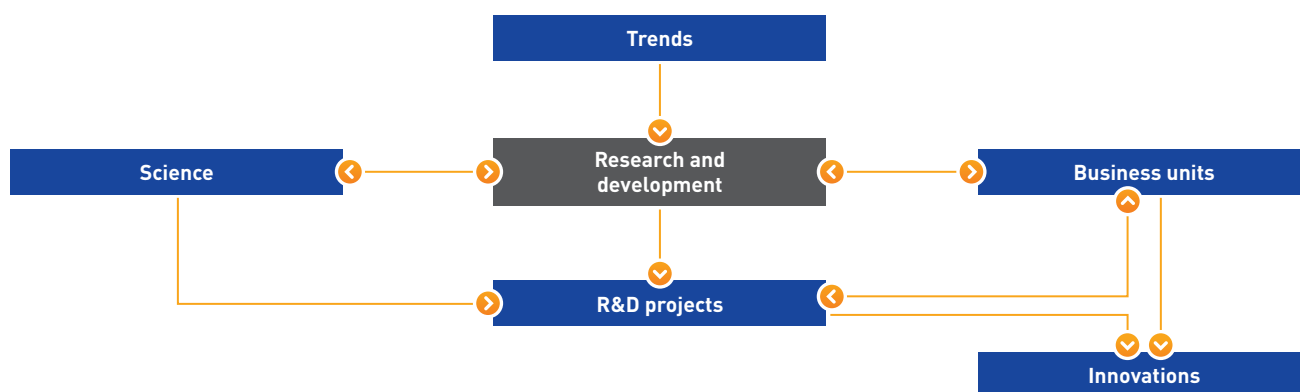 Trends
Science
Research and
development
Business units
R&D projects
Innovations